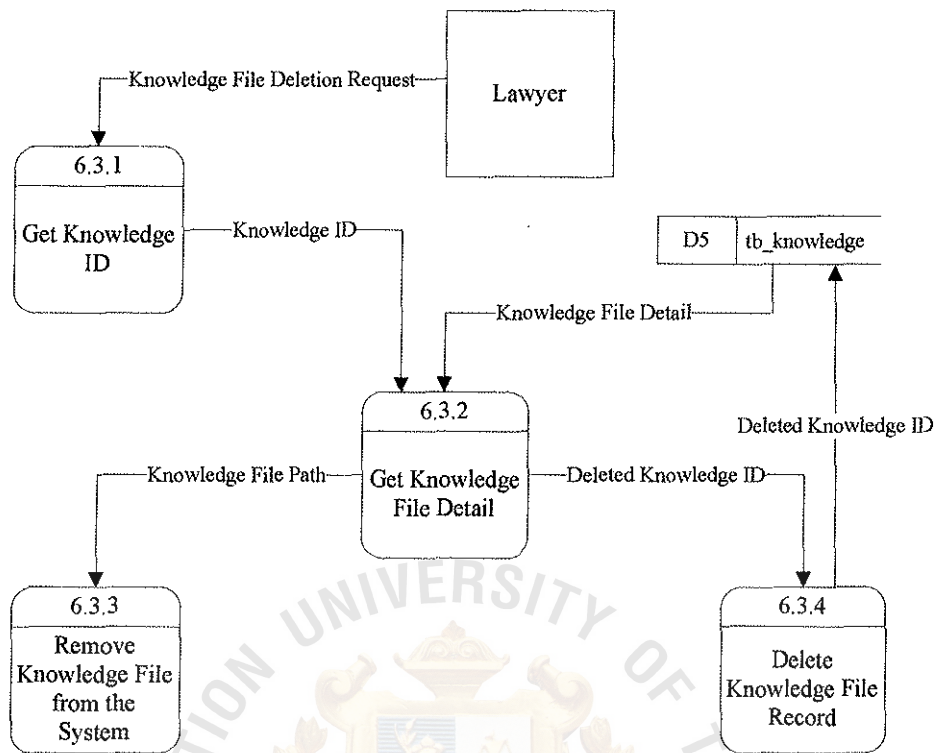 Knowledge File Deletion Request
Lawyer
6.3.1
Get Knowledge
ID
Knowledge ID
D5 tb_knowledge
Knowledge File Detail
6.3.2
Get Knowledge
File Detail
Deleted Knowledge ID
Knowledge File Path
Deleted Knowledge ID
6.3.3
Remove
Knowledge File
from the
System
6.3.4
Delete
Knowledge File
Record
UNIVERSITY OF